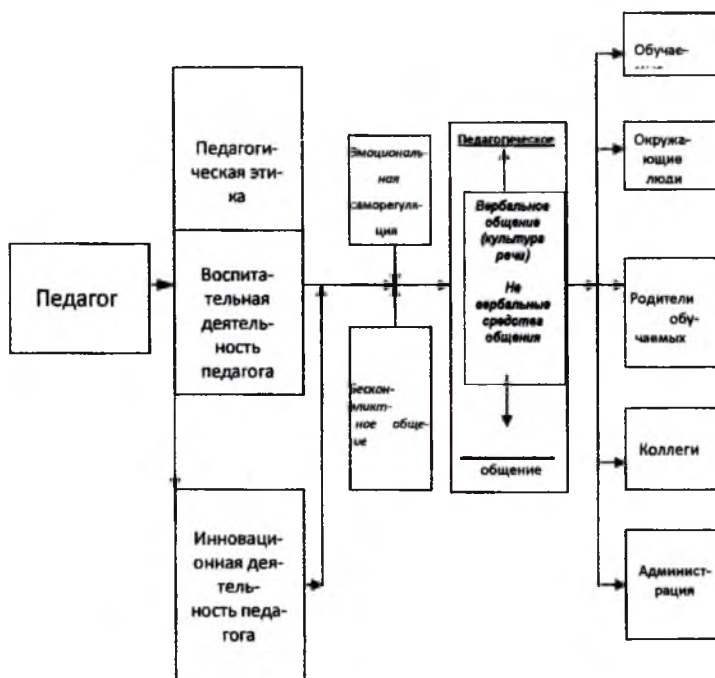 Педагог
Педагоги-
ческая эти-
ка
Воспита-
тельная
деятель-
ность
педагога
Инноваци-
онная дея-
тель-
ность педа-
гога
Эмоциональ-
ная
саморегуля-
ция
Бескон-
фликт-
ное обще-
ние
Педагогическое
Вербальное
общение
(культура
речи)
Не
вербальные
средства
общения
общение
Обучае-
Окружа-
ющие
люди
Родители
обу-
чаемых
Коллеги
Админист-
рация